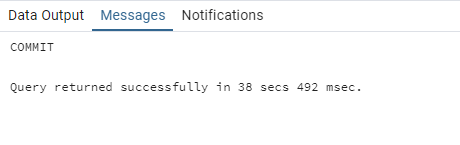 Data Output Messages Notifications
COMMIT
Query returned successfully in 38 secs 492 msec.